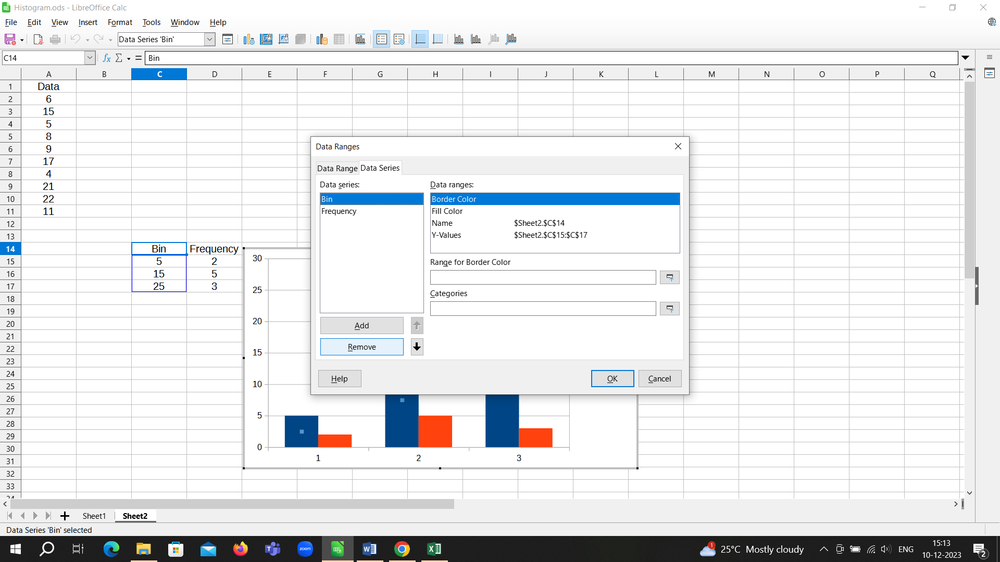 Histogram.ods - LibreOffice Calc
File Edit View Insert Format Tools Window Help
Data Series 'Bin'
C14 fx Σ = Bin
A B C D E F G H I J K L M N O P Q
1 Data
2 6
3 15
4 5
5 8
6 9
7 17
8 4
9 21
10 22
11 11
12
13
14 Bin Frequency
15 5 2
16 15 5
17 25 3
18
19
20
21
22
23
24
25
26
27
28
29
30
31
32
33
34
30
25
20
15
10
5
0
1 2 3
Data Ranges
Data Range Data Series
Data series:
Bin
Frequency
Add
Remove
Data ranges:
Border Color
Fill Color
Name $Sheet2.$C$14
Y-Values $Sheet2.$C$15:$C$17
Range for Border Color
Categories
Help OK Cancel
Sheet1 Sheet2
Data Series 'Bin' selected
zoom
1 25°C Mostly cloudy ENG
15:13
10-12-2023
2